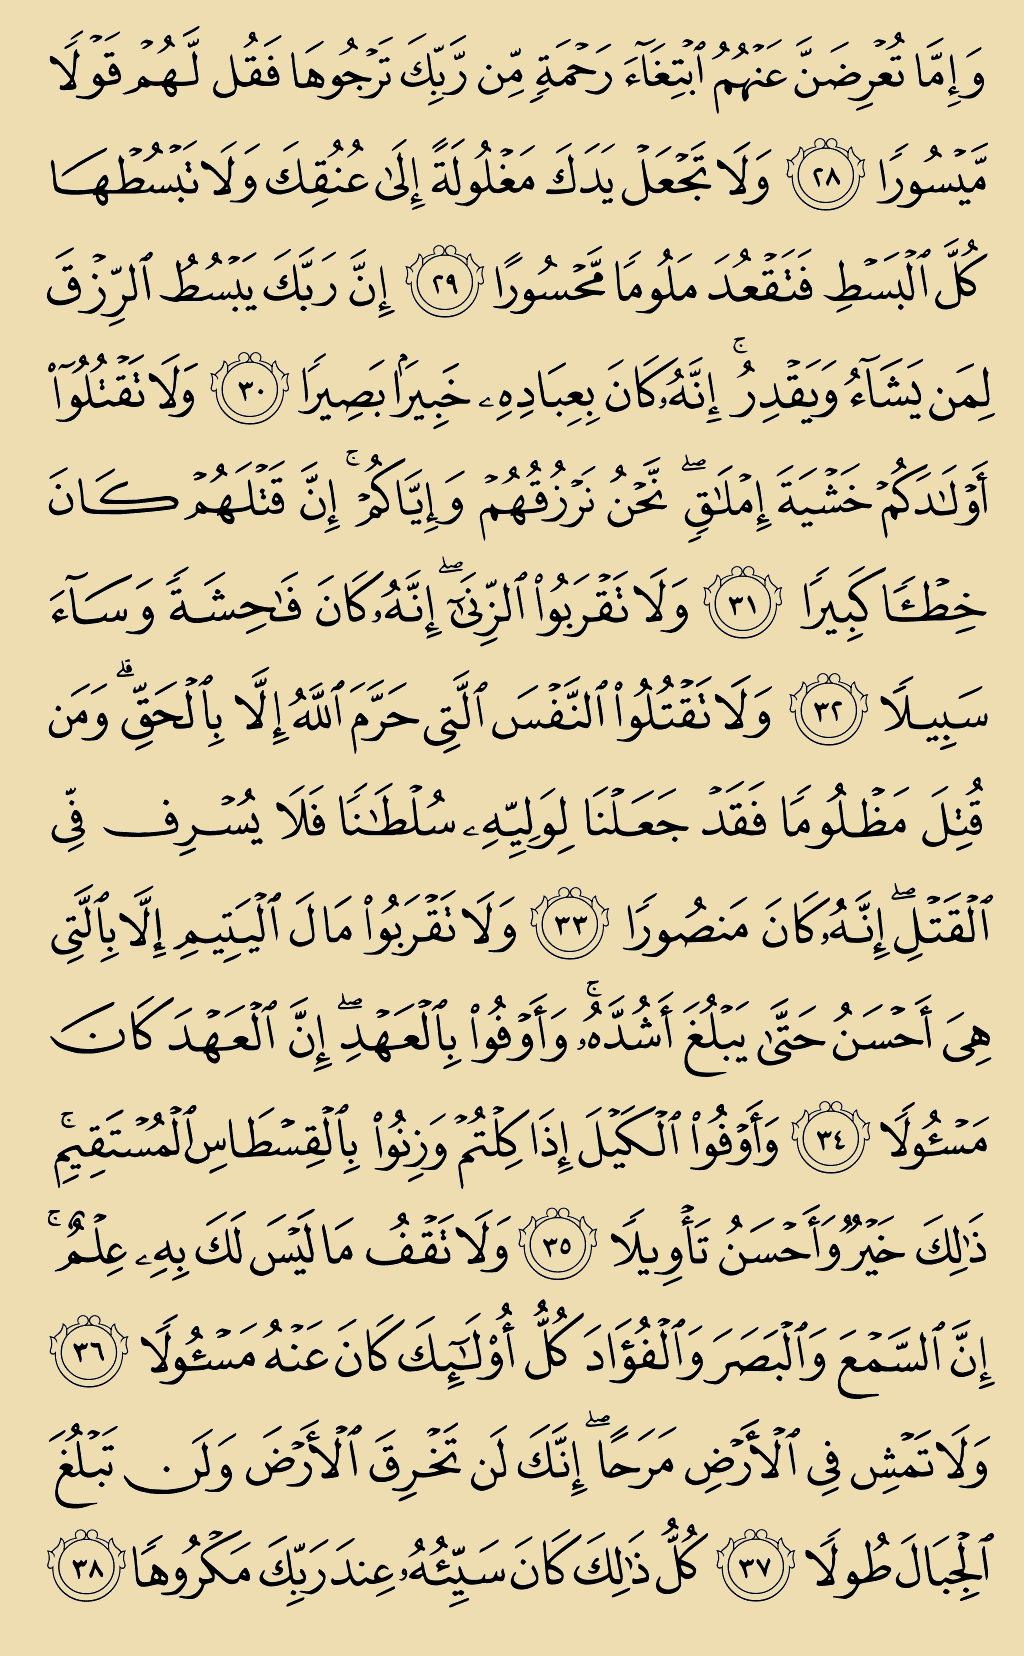 وَإِمَّا تُعۡرِضَنَّ عَنۡهُمُ ٱبۡتِغَآءَ رَحۡمَةٖ مِّن رَّبِّكَ تَرۡجُوهَا فَقُل لَّهُمۡ قَوۡلٗا
مَّيۡسُورٗا ٢٨ وَلَا تَجۡعَلۡ يَدَكَ مَغۡلُولَةً إِلَىٰ عُنُقِكَ وَلَا تَبۡسُطۡهَا
كُلَّ ٱلۡبَسۡطِ فَتَقۡعُدَ مَلُومٗا مَّحۡسُورًا ٢٩ إِنَّ رَبَّكَ يَبۡسُطُ ٱلرِّزۡقَ
لِمَن يَشَآءُ وَيَقۡدِرُۚ إِنَّهُۥ كَانَ بِعِبَادِهِۦ خَبِيرَۢا بَصِيرٗا ٣٠ وَلَا تَقۡتُلُوٓاْ
أَوۡلَٰدَكُمۡ خَشۡيَةَ إِمۡلَٰقٖۖ نَّحۡنُ نَرۡزُقُهُمۡ وَإِيَّاكُمۡۚ إِنَّ قَتۡلَهُمۡ كَانَ
خِطۡـٔٗا كَبِيرٗا ٣١ وَلَا تَقۡرَبُواْ ٱلزِّنَىٰٓۖ إِنَّهُۥ كَانَ فَٰحِشَةٗ وَسَآءَ
سَبِيلٗا ٣٢ وَلَا تَقۡتُلُواْ ٱلنَّفۡسَ ٱلَّتِي حَرَّمَ ٱللَّهُ إِلَّا بِٱلۡحَقِّۗ وَمَن
قُتِلَ مَظۡلُومٗا فَقَدۡ جَعَلۡنَا لِوَلِيِّهِۦ سُلۡطَٰنٗا فَلَا يُسۡرِف فِّي
ٱلۡقَتۡلِۖ إِنَّهُۥ كَانَ مَنصُورٗا ٣٣ وَلَا تَقۡرَبُواْ مَالَ ٱلۡيَتِيمِ إِلَّا بِٱلَّتِي
هِيَ أَحۡسَنُ حَتَّىٰ يَبۡلُغَ أَشُدَّهُۥۚ وَأَوۡفُواْ بِٱلۡعَهۡدِۖ إِنَّ ٱلۡعَهۡدَ كَانَ
مَسۡـُٔولٗا ٣٤ وَأَوۡفُواْ ٱلۡكَيۡلَ إِذَا كِلۡتُمۡ وَزِنُواْ بِٱلۡقِسۡطَاسِ ٱلۡمُسۡتَقِيمِۚ
ذَٰلِكَ خَيۡرٞ وَأَحۡسَنُ تَأۡوِيلٗا ٣٥ وَلَا تَقۡفُ مَا لَيۡسَ لَكَ بِهِۦ عِلۡمٌۚ
إِنَّ ٱلسَّمۡعَ وَٱلۡبَصَرَ وَٱلۡفُؤَادَ كُلُّ أُوْلَٰٓئِكَ كَانَ عَنۡهُ مَسۡـُٔولٗا ٣٦
وَلَا تَمۡشِ فِي ٱلۡأَرۡضِ مَرَحًاۖ إِنَّكَ لَن تَخۡرِقَ ٱلۡأَرۡضَ وَلَن تَبۡلُغَ
ٱلۡجِبَالَ طُولٗا ٣٧ كُلُّ ذَٰلِكَ كَانَ سَيِّئُهُۥ عِندَ رَبِّكَ مَكۡرُوهٗا ٣٨